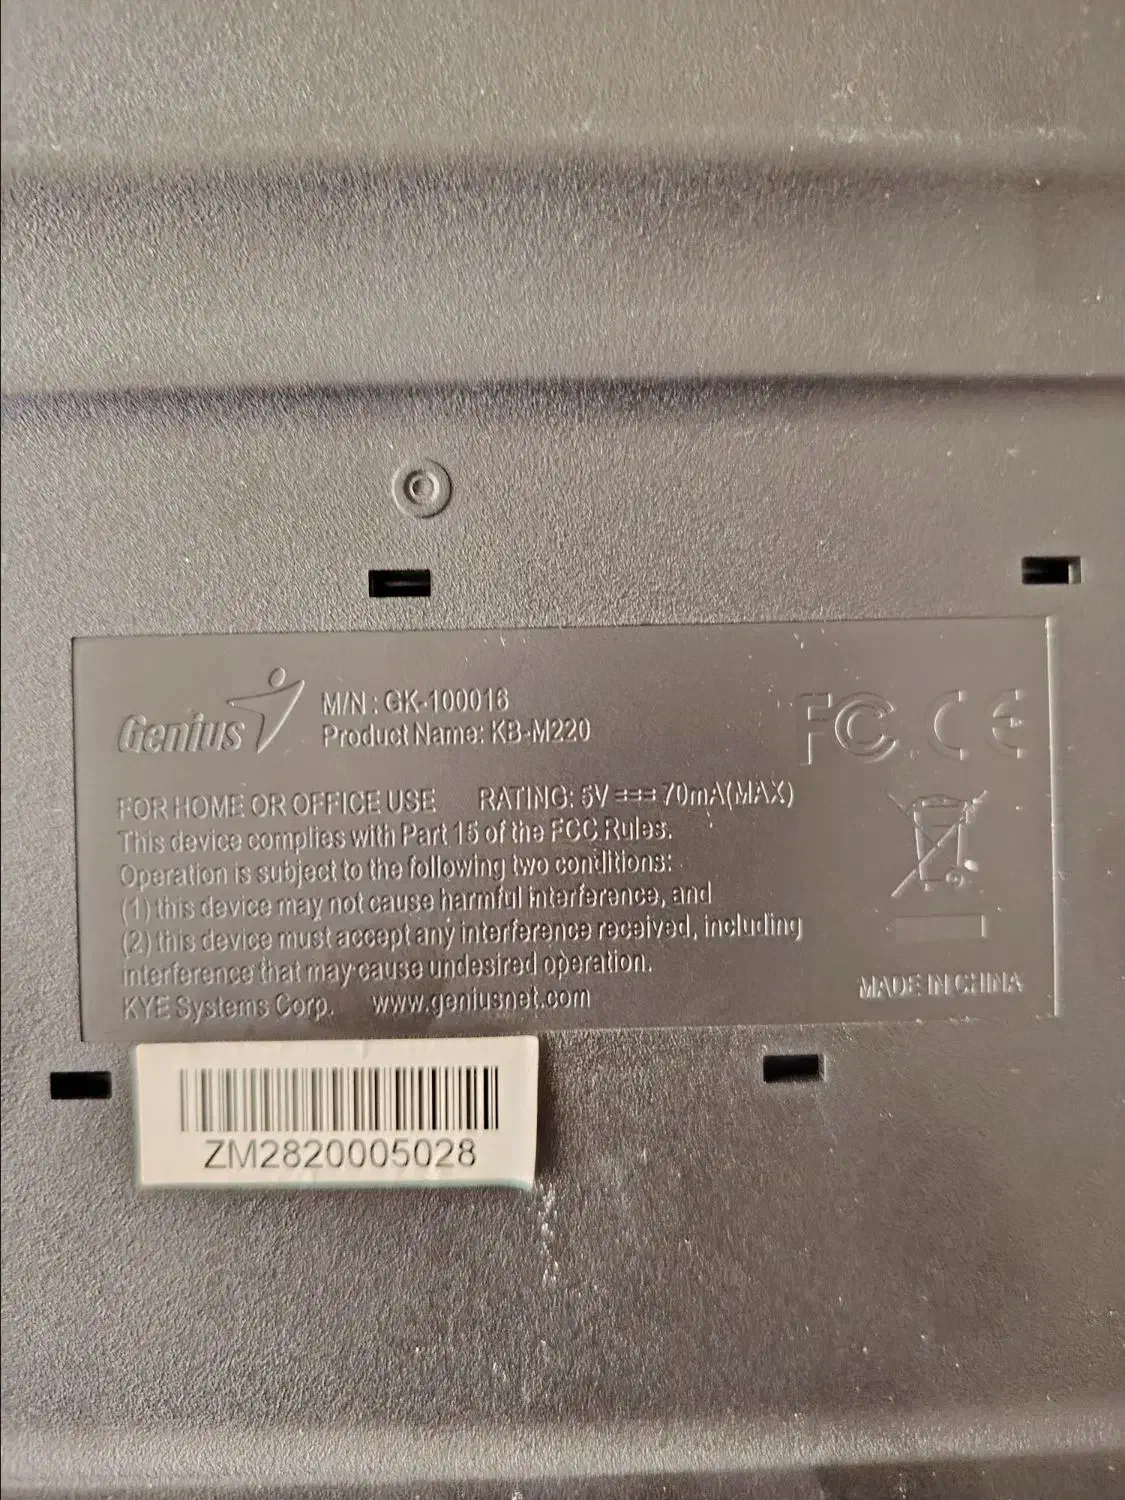 Genius
M/N : GK-100016
Product Name: KB-M220
FC CE
FOR HOME OR OFFICE USE RATING: 5V ⎓ 70mA(MAX)
This device complies with Part 15 of the FCC Rules.
Operation is subject to the following two conditions:
(1) this device may not cause harmful interference, and
(2) this device must accept any interference received, including
interference that may cause undesired operation.
KYE Systems Corp. www.geniusnet.com
MADE IN CHINA
ZM2820005028